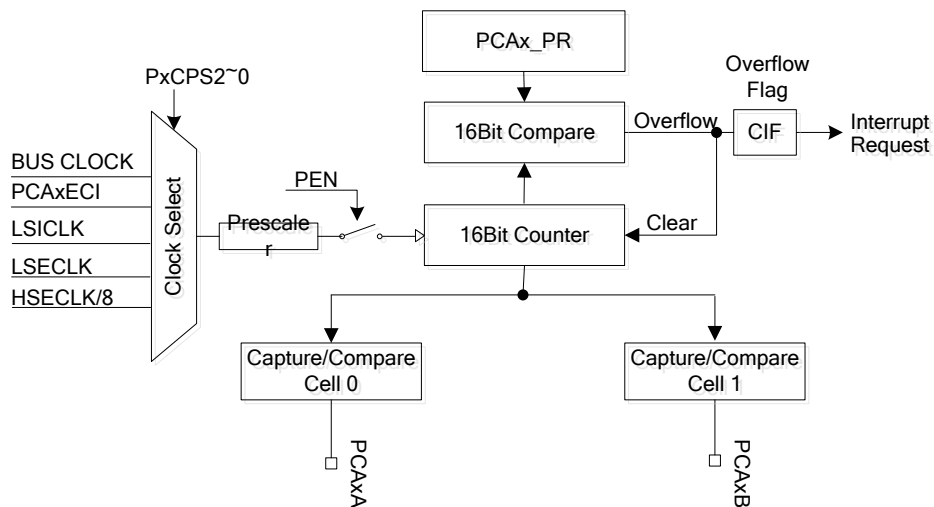 PCAx_PR
PxCPS2~0
Overflow
Flag
16Bit Compare
Overflow
CIF
Interrupt
Request
BUS CLOCK
PCAxECI
LSICLK
LSECLK
HSECLK/8
Clock Select
PEN
Prescale
r
16Bit Counter
Clear
Capture/Compare
Cell 0
Capture/Compare
Cell 1
PCAxA
PCAxB